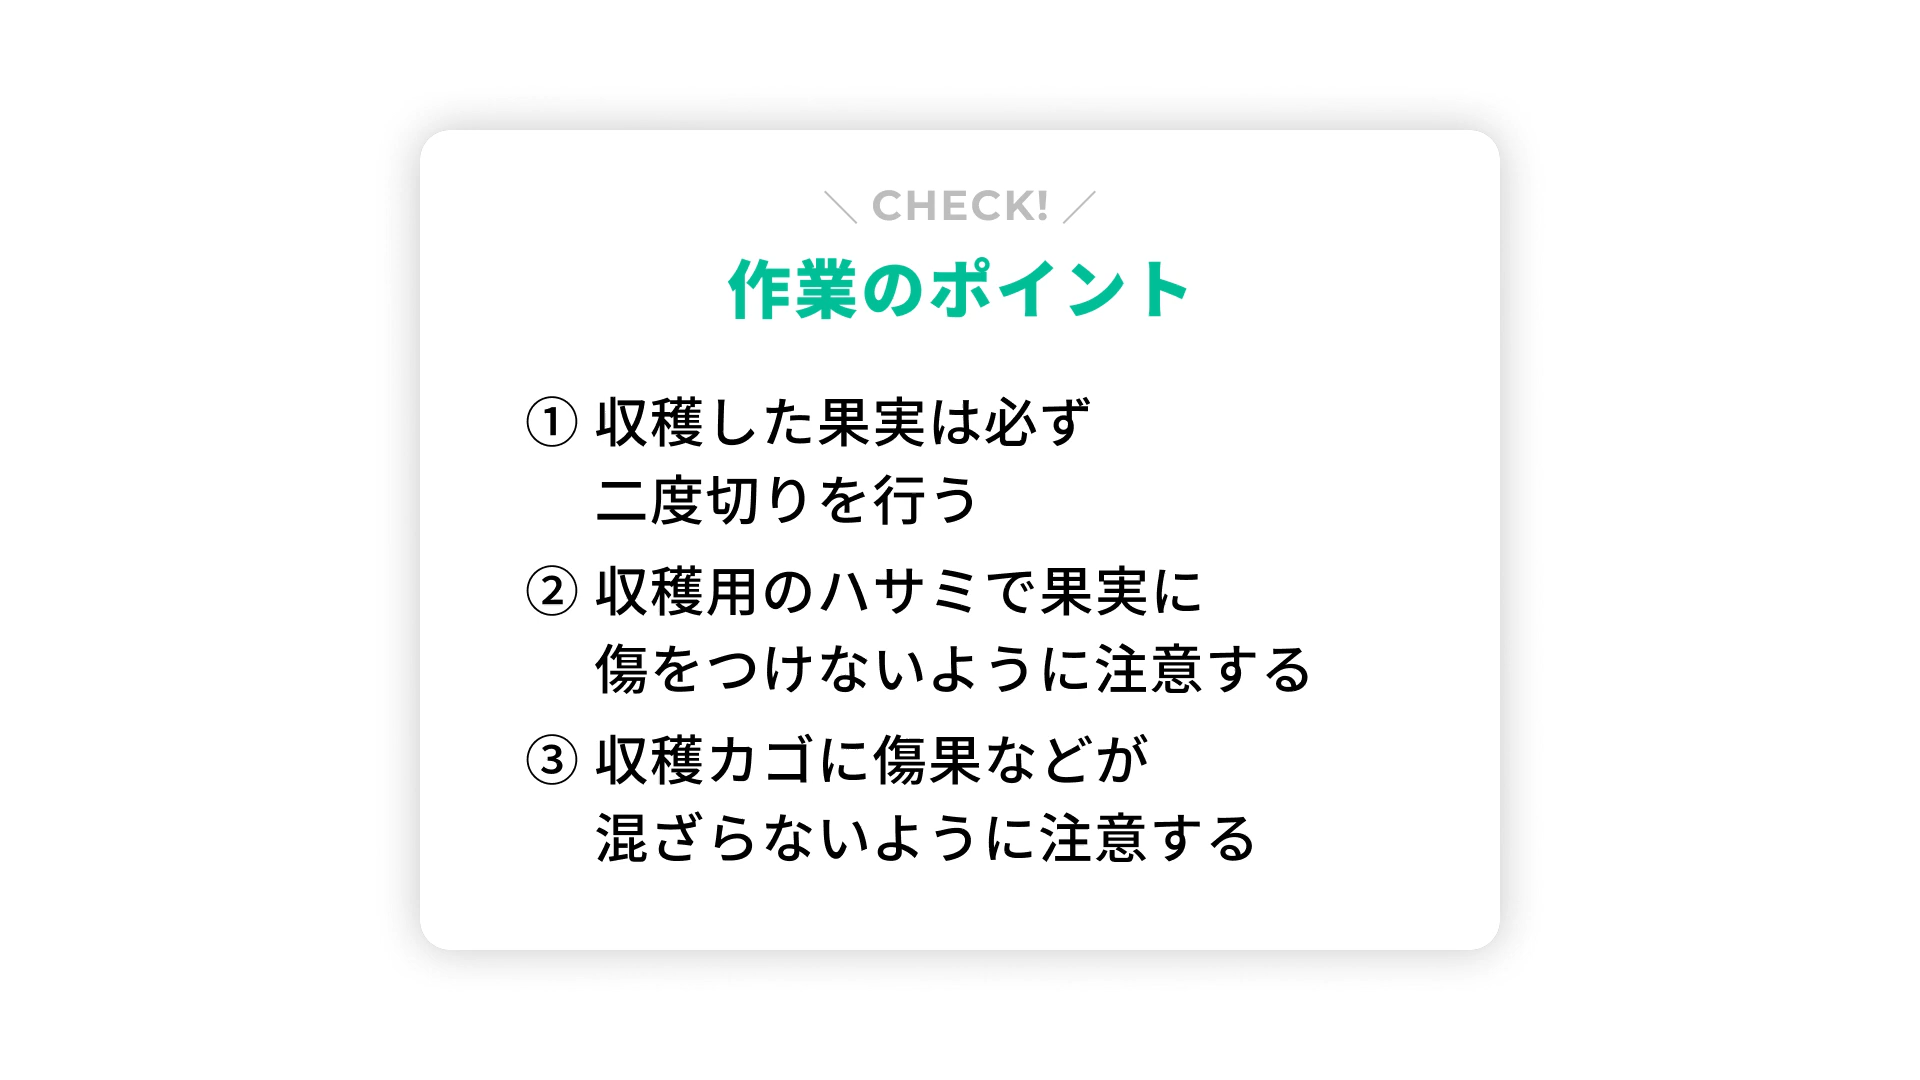 ＼ CHECK! ／
作業のポイント
① 収穫した果実は必ず
二度切りを行う
② 収穫用のハサミで果実に
傷をつけないように注意する
③ 収穫カゴに傷果などが
混ざらないように注意する